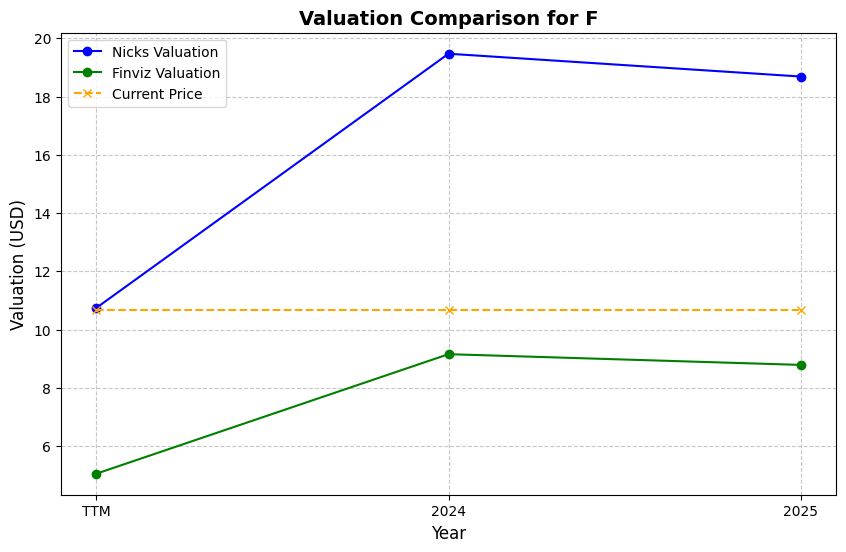 Valuation Comparison for F
Nicks Valuation
Finviz Valuation
Current Price
20
18
16
14
12
10
8
6
Valuation (USD)
TTM
2024
2025
Year